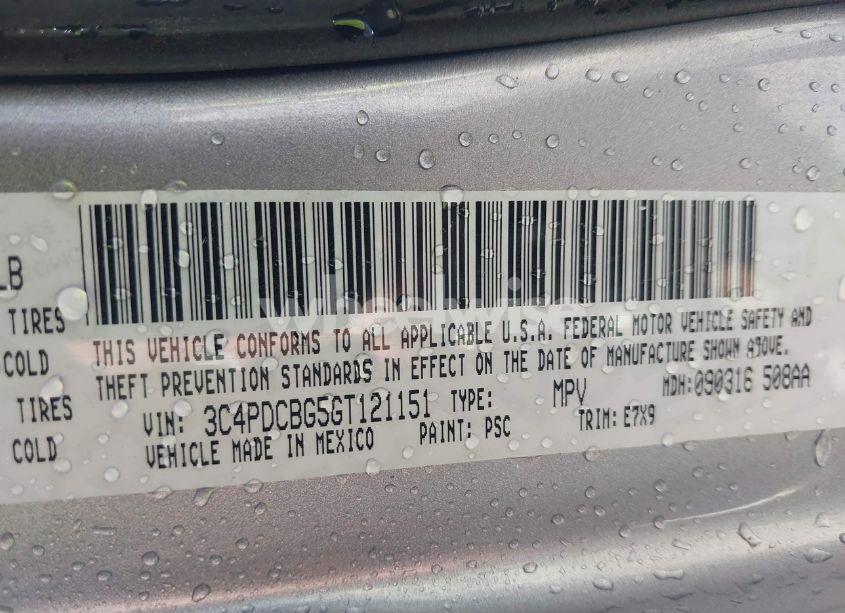 LB
TIRES
COLD
TIRES
COLD
wheelwise
THIS VEHICLE CONFORMS TO ALL APPLICABLE U.S.A. FEDERAL MOTOR VEHICLE SAFETY AND
THEFT PREVENTION STANDARDS IN EFFECT ON THE DATE OF MANUFACTURE SHOWN ABOVE.
VIN: 3C4PDCBG5GT121151 TYPE: MPV MDH:090316 508AA
VEHICLE MADE IN MEXICO PAINT: PSC TRIM: E7X9